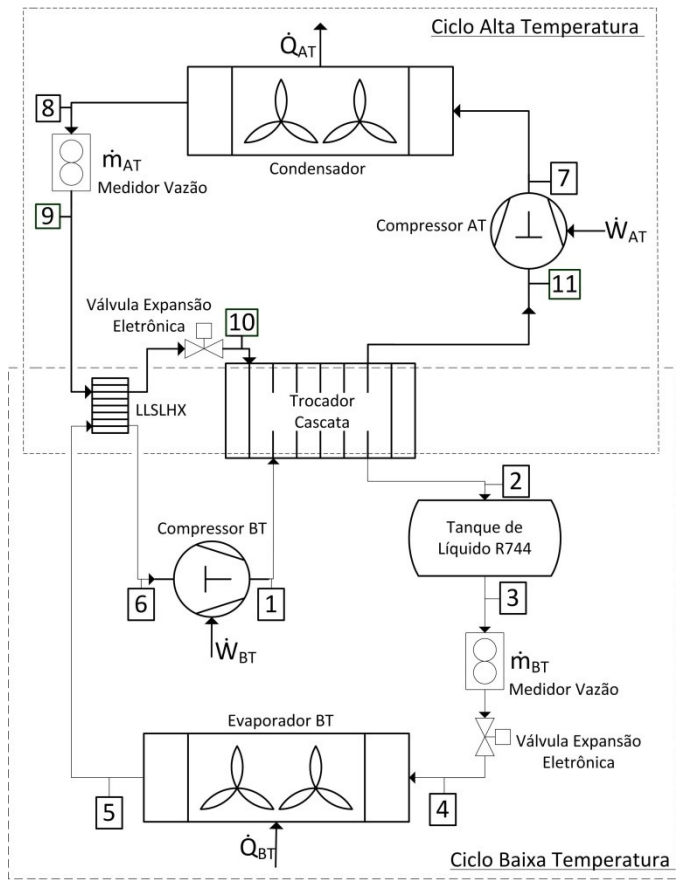 Ciclo Alta Temperatura
Q̇AT
8
ṁAT
Medidor Vazão
Condensador
7
9
Compressor AT
ẆAT
11
Válvula Expansão
Eletrônica
10
LLSLHX
Trocador
Cascata
2
Compressor BT
Tanque de
Líquido R744
6
1
3
ẆBT
ṁBT
Medidor Vazão
Evaporador BT
Válvula Expansão
Eletrônica
5
4
Q̇BT
Ciclo Baixa Temperatura